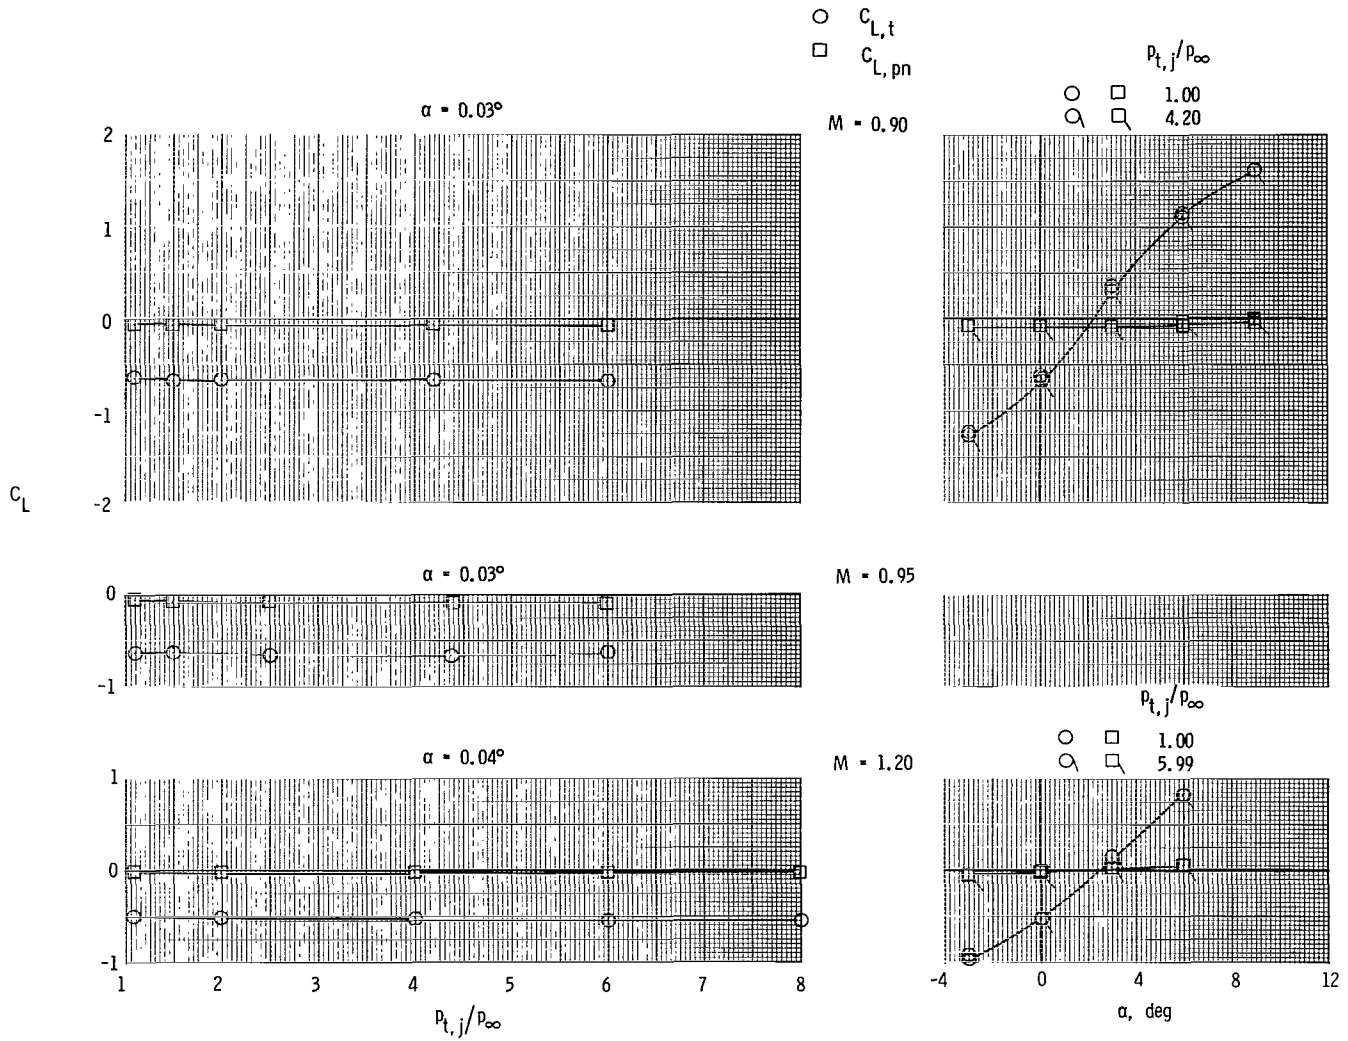 C_L,t
C_L,pn
p_t,j/p_∞
1.00
4.20
α = 0.03°
M = 0.90
2
1
0
-1
-2
C_L
α = 0.03°
M = 0.95
0
-1
p_t,j/p_∞
1.00
5.99
α = 0.04°
M = 1.20
1
0
-1
1 2 3 4 5 6 7 8
p_t,j/p_∞
-4 0 4 8 12
α, deg